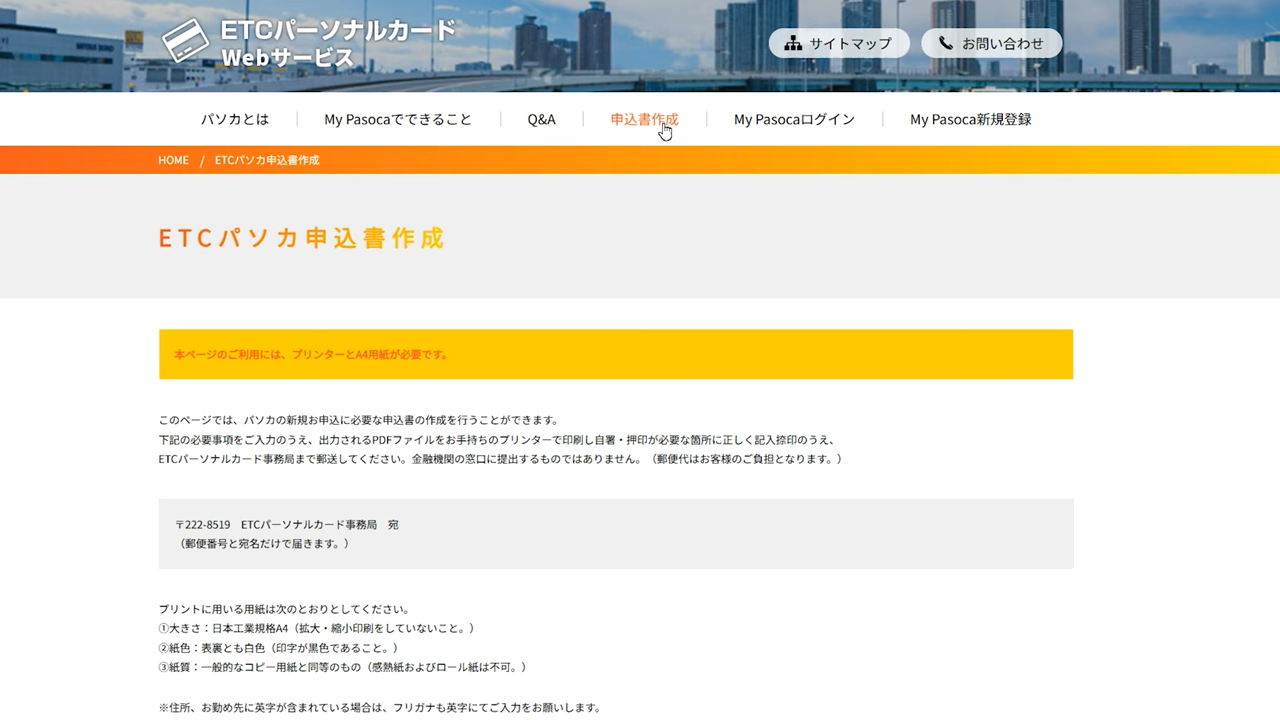 ETCパーソナルカード
Webサービス
サイトマップ
お問い合わせ
パソカとは
My Pasocaでできること
Q&A
申込書作成
My Pasocaログイン
My Pasoca新規登録
HOME / ETCパソカ申込書作成
ETCパソカ申込書作成
本ページのご利用には、プリンターとA4用紙が必要です。
このページでは、パソカの新規お申込に必要な申込書の作成を行うことができます。
下記の必要事項をご入力のうえ、出力されるPDFファイルをお手持ちのプリンターで印刷し自署・押印が必要な箇所に正しく記入捺印のうえ、
ETCパーソナルカード事務局まで郵送してください。金融機関の窓口に提出するものではありません。（郵便代はお客様のご負担となります。）
〒222-8519　ETCパーソナルカード事務局　宛
（郵便番号と宛名だけで届きます。）
プリントに用いる用紙は次のとおりとしてください。
①大きさ：日本工業規格A4（拡大・縮小印刷をしていないこと。）
②紙色：表裏とも白色（印字が黒色であること。）
③紙質：一般的なコピー用紙と同等のもの（感熱紙およびロール紙は不可。）
※住所、お勤め先に英字が含まれている場合は、フリガナも英字にてご入力をお願いします。